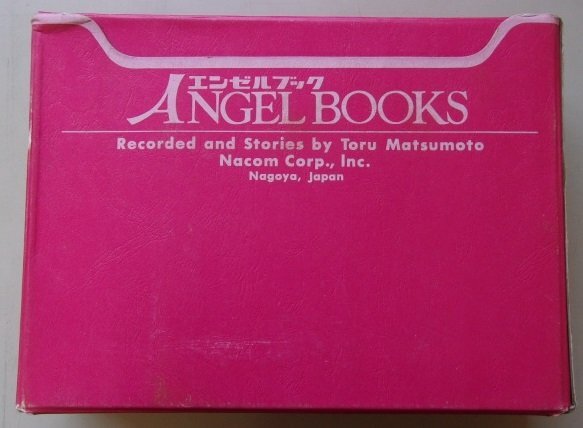 エンゼルブック
ANGEL BOOKS
Recorded and Stories by Toru Matsumoto
Nacom Corp., Inc.
Nagoya, Japan